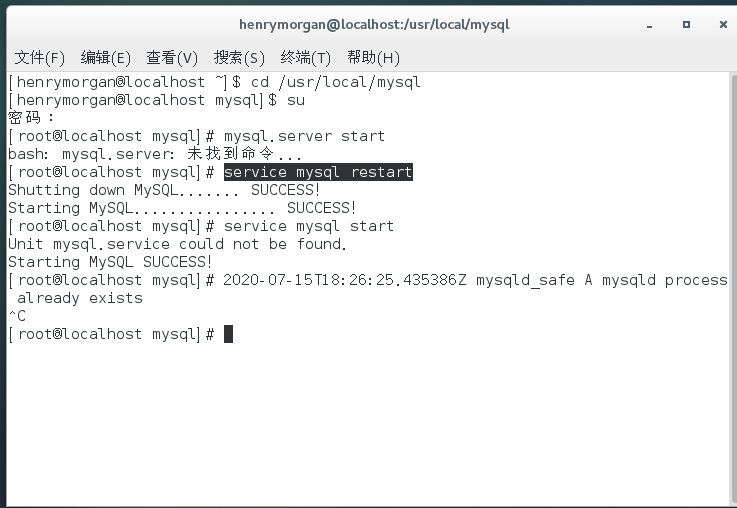 henrymorgan@localhost:/usr/local/mysql
文件(F) 编辑(E) 查看(V) 搜索(S) 终端(T) 帮助(H)
[henrymorgan@localhost ~]$ cd /usr/local/mysql
[henrymorgan@localhost mysql]$ su
密码：
[root@localhost mysql]# mysql.server start
bash: mysql.server: 未找到命令...
[root@localhost mysql]# service mysql restart
Shutting down MySQL....... SUCCESS!
Starting MySQL................ SUCCESS!
[root@localhost mysql]# service mysql start
Unit mysql.service could not be found.
Starting MySQL SUCCESS!
[root@localhost mysql]# 2020-07-15T18:26:25.435386Z mysqld_safe A mysqld process
already exists
^C
[root@localhost mysql]#